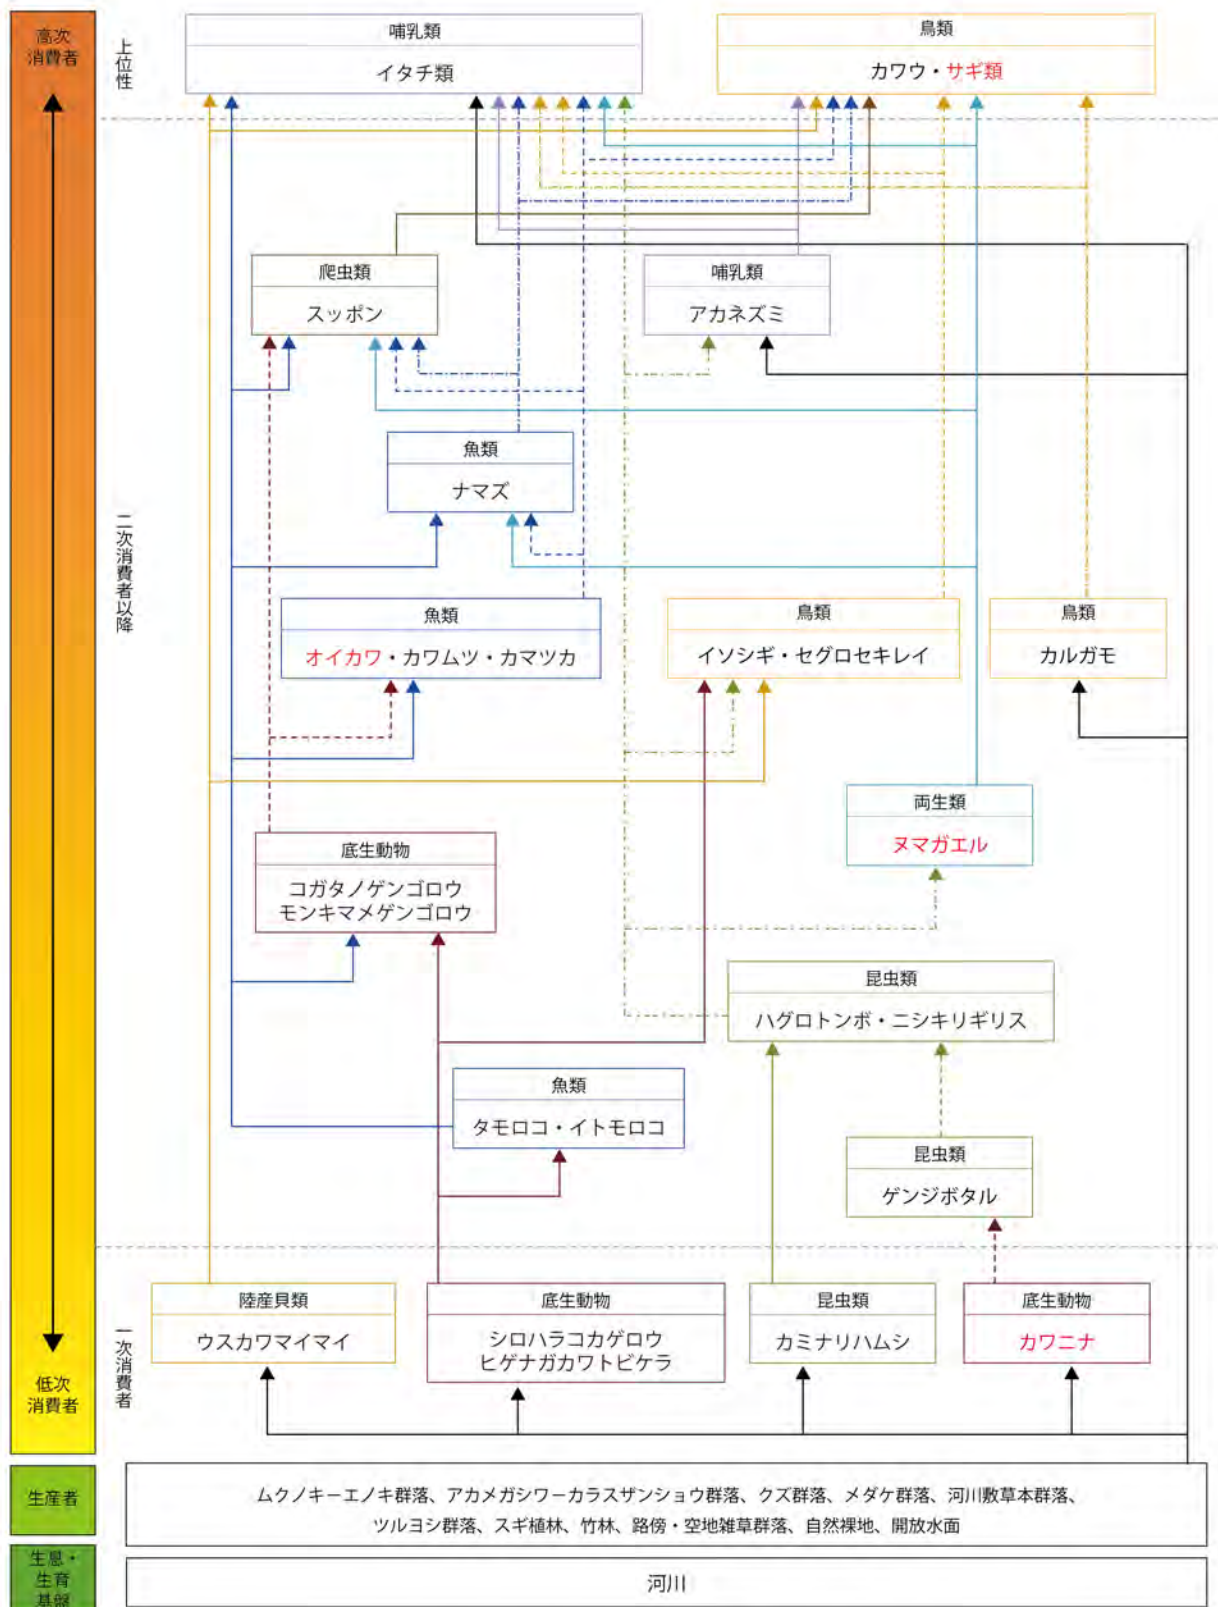 高次
消費者
上位性
哺乳類
イタチ類
鳥類
カワウ・サギ類
爬虫類
スッポン
哺乳類
アカネズミ
魚類
ナマズ
二次消費者以降
魚類
オイカワ・カワムツ・カマツカ
鳥類
イソシギ・セグロセキレイ
鳥類
カルガモ
両生類
ヌマガエル
底生動物
コガタノゲンゴロウ
モンキマメゲンゴロウ
昆虫類
ハグロトンボ・ニシキリギリス
魚類
タモロコ・イトモロコ
昆虫類
ゲンジボタル
一次消費者
陸産貝類
ウスカワマイマイ
底生動物
シロハラコカゲロウ
ヒゲナガカワトビケラ
昆虫類
カミナリハムシ
底生動物
カワニナ
低次
消費者
生産者
ムクノキーエノキ群落、アカメガシワーカラスザンショウ群落、クズ群落、メダケ群落、河川敷草本群落、
ツルヨシ群落、スギ植林、竹林、路傍・空地雑草群落、自然裸地、開放水面
生息・
生育
基盤
河川